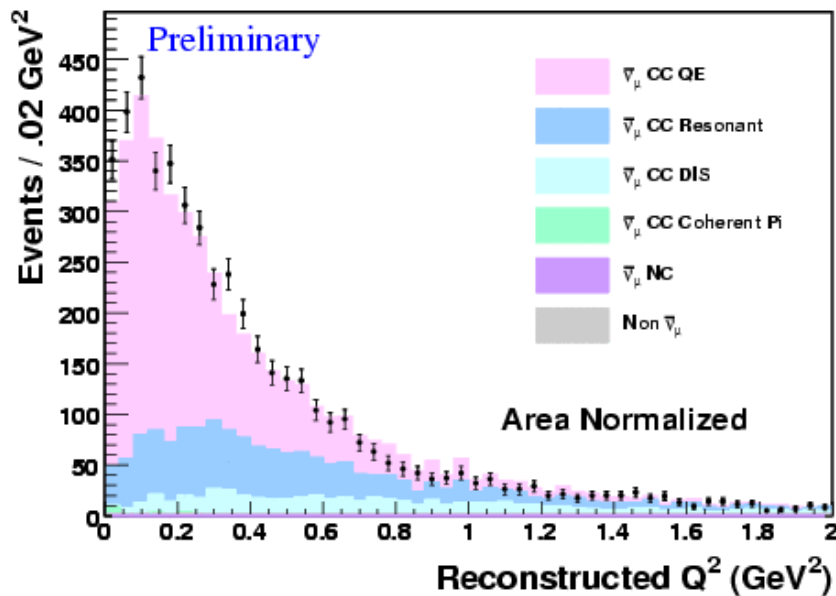 Preliminary
Events / .02 GeV²
450
400
350
300
250
200
150
100
50
0
ν̅μ CC QE
ν̅μ CC Resonant
ν̅μ CC DIS
ν̅μ CC Coherent Pi
ν̅μ NC
Non ν̅μ
Area Normalized
0 0.2 0.4 0.6 0.8 1 1.2 1.4 1.6 1.8 2
Reconstructed Q² (GeV²)